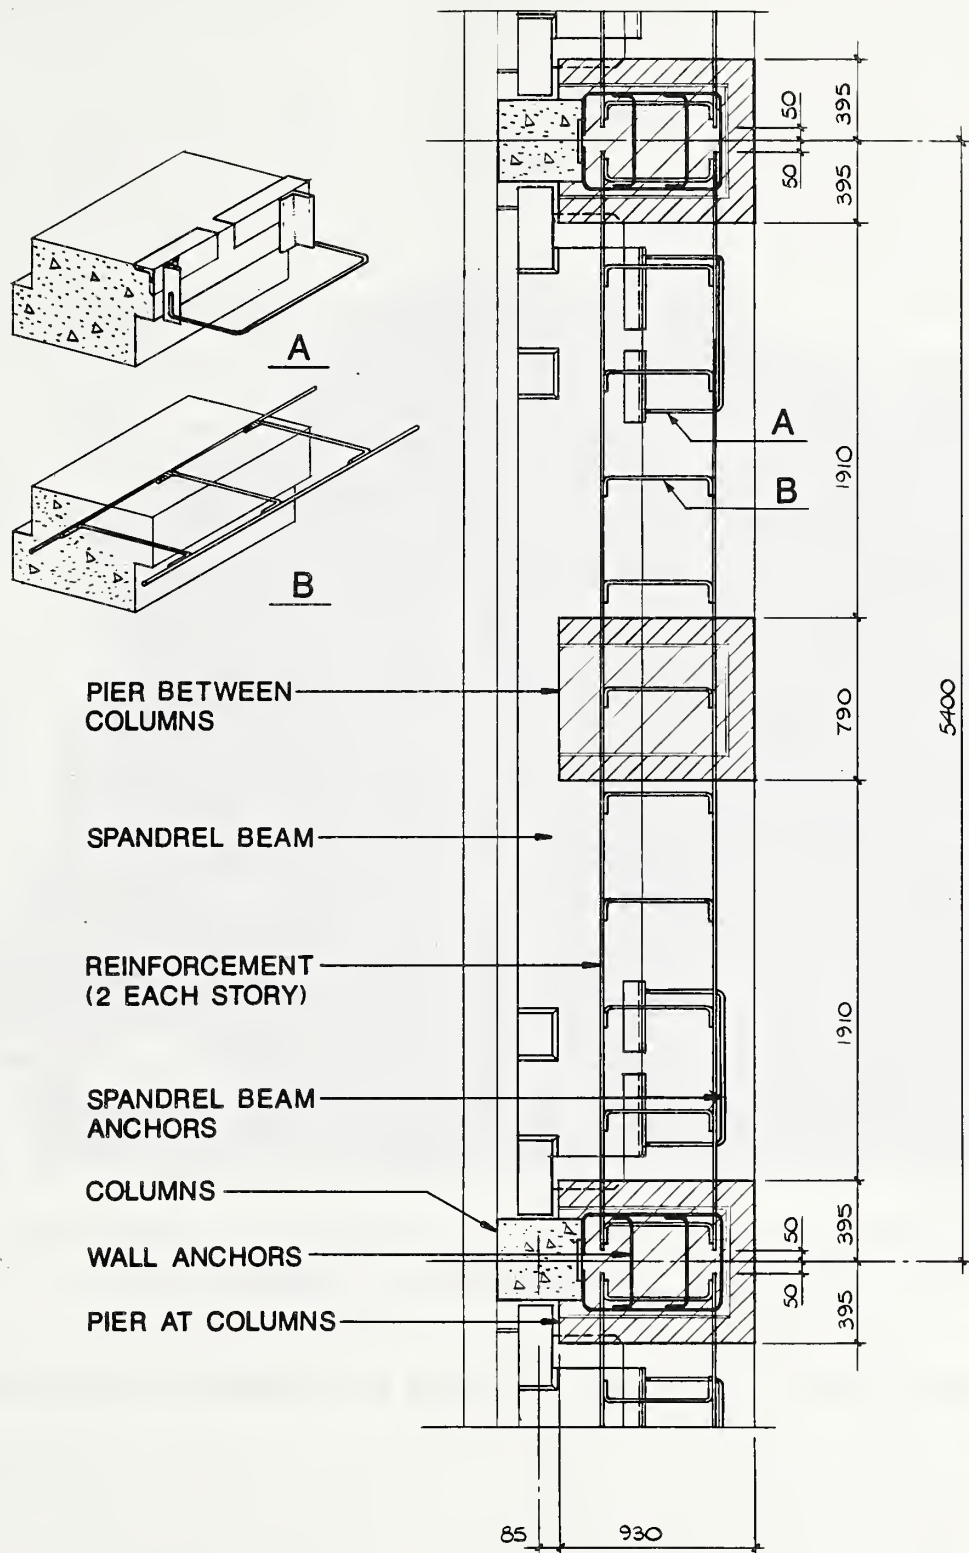 50
395
50
395
A
A
1910
B
B
PIER BETWEEN
COLUMNS
790
5400
SPANDREL BEAM
REINFORCEMENT
(2 EACH STORY)
1910
SPANDREL BEAM
ANCHORS
COLUMNS
50
395
WALL ANCHORS
50
395
PIER AT COLUMNS
85
930